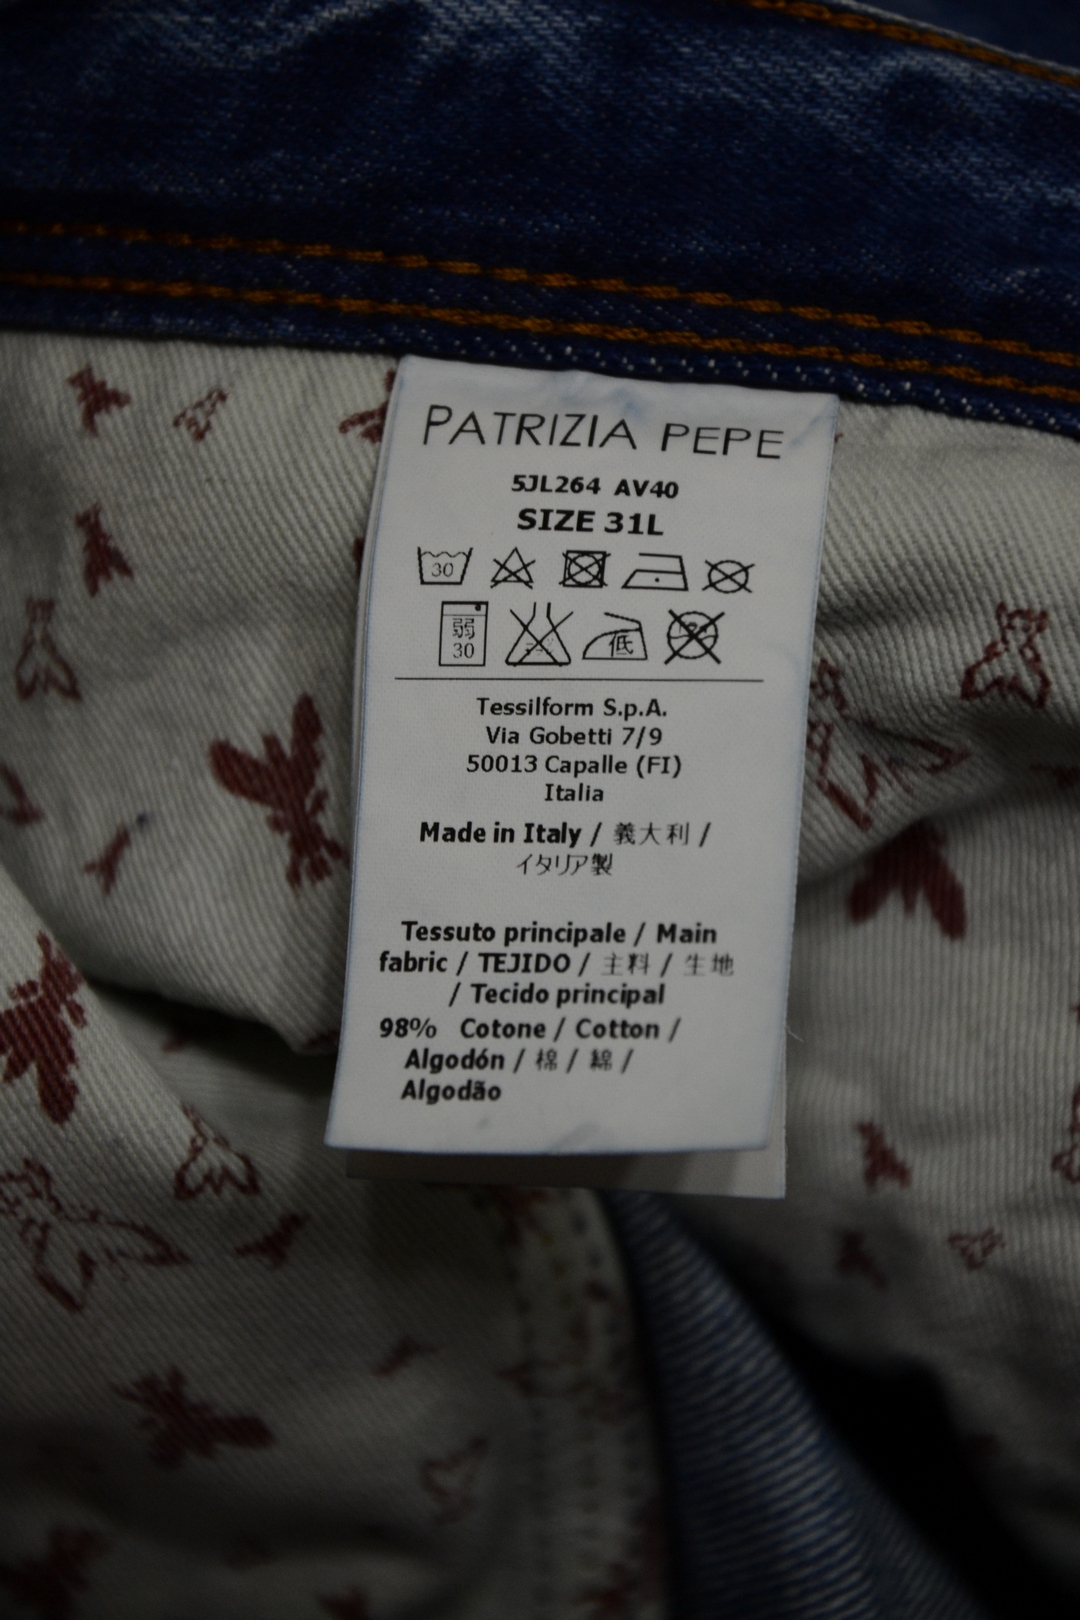 PATRIZIA PEPE
5JL264 AV40
SIZE 31L
30
弱
30
低
Tessilform S.p.A.
Via Gobetti 7/9
50013 Capalle (FI)
Italia
Made in Italy / 義大利 /
イタリア製
Tessuto principale / Main
fabric / TEJIDO / 主料 / 生地
/ Tecido principal
98% Cotone / Cotton /
Algodón / 棉 / 綿 /
Algodão